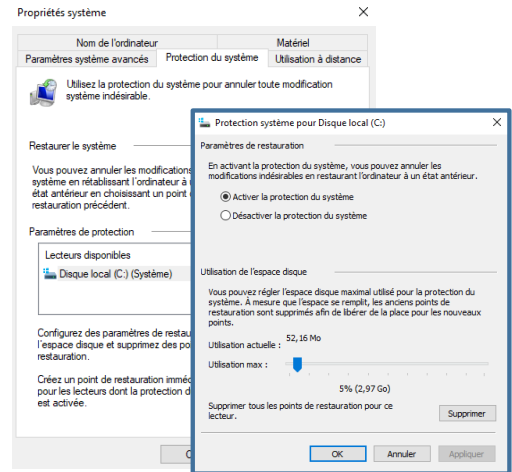 Propriétés système
Nom de l'ordinateur
Matériel
Paramètres système avancés
Protection du système
Utilisation à distance
Utilisez la protection du système pour annuler toute modification
système indésirable.
Restaurer le système
Vous pouvez annuler les modifications
système en rétablissant l'ordinateur à
état antérieur en choisissant un point
restauration précédent.
Paramètres de protection
Lecteurs disponibles
Disque local (C:) (Système)
Configurez des paramètres de
l'espace disque et supprimez des
restauration.
Créez un point de restauration
pour les lecteurs dont la protection
est activée.
Protection système pour Disque local (C:)
Paramètres de restauration
En activant la protection du système, vous pouvez annuler les
modifications indésirables en restaurant l'ordinateur à un état antérieur.
Activer la protection du système
Désactiver la protection du système
Utilisation de l'espace disque
Vous pouvez régler l'espace disque maximal utilisé pour la protection du
système. À mesure que l'espace se remplit, les anciens points de
restauration sont supprimés afin de libérer de la place pour les nouveaux
points.
Utilisation actuelle : 52,16 Mo
Utilisation max :
5% (2,97 Go)
Supprimer tous les points de restauration pour ce
lecteur.
Supprimer
OK
Annuler
Appliquer